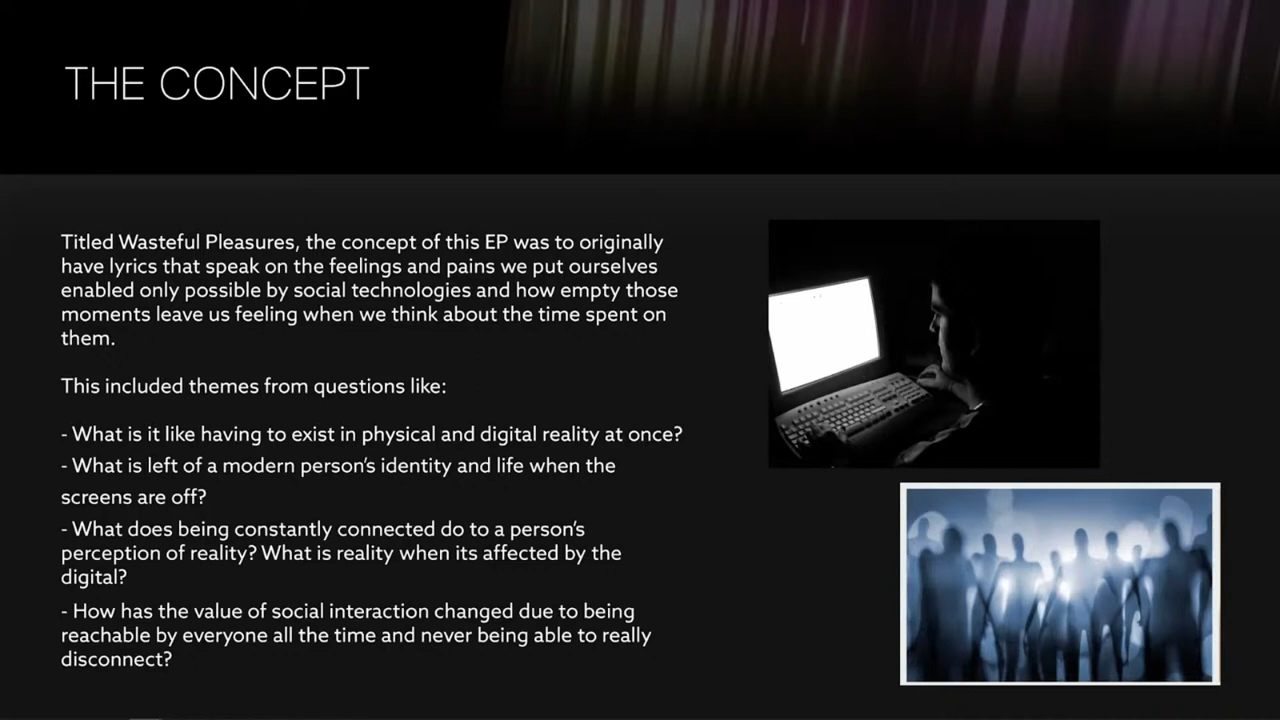 THE CONCEPT
Titled Wasteful Pleasures, the concept of this EP was to originally
have lyrics that speak on the feelings and pains we put ourselves
enabled only possible by social technologies and how empty those
moments leave us feeling when we think about the time spent on
them.
This included themes from questions like:
- What is it like having to exist in physical and digital reality at once?
- What is left of a modern person's identity and life when the
screens are off?
- What does being constantly connected do to a person's
perception of reality? What is reality when its affected by the
digital?
- How has the value of social interaction changed due to being
reachable by everyone all the time and never being able to really
disconnect?